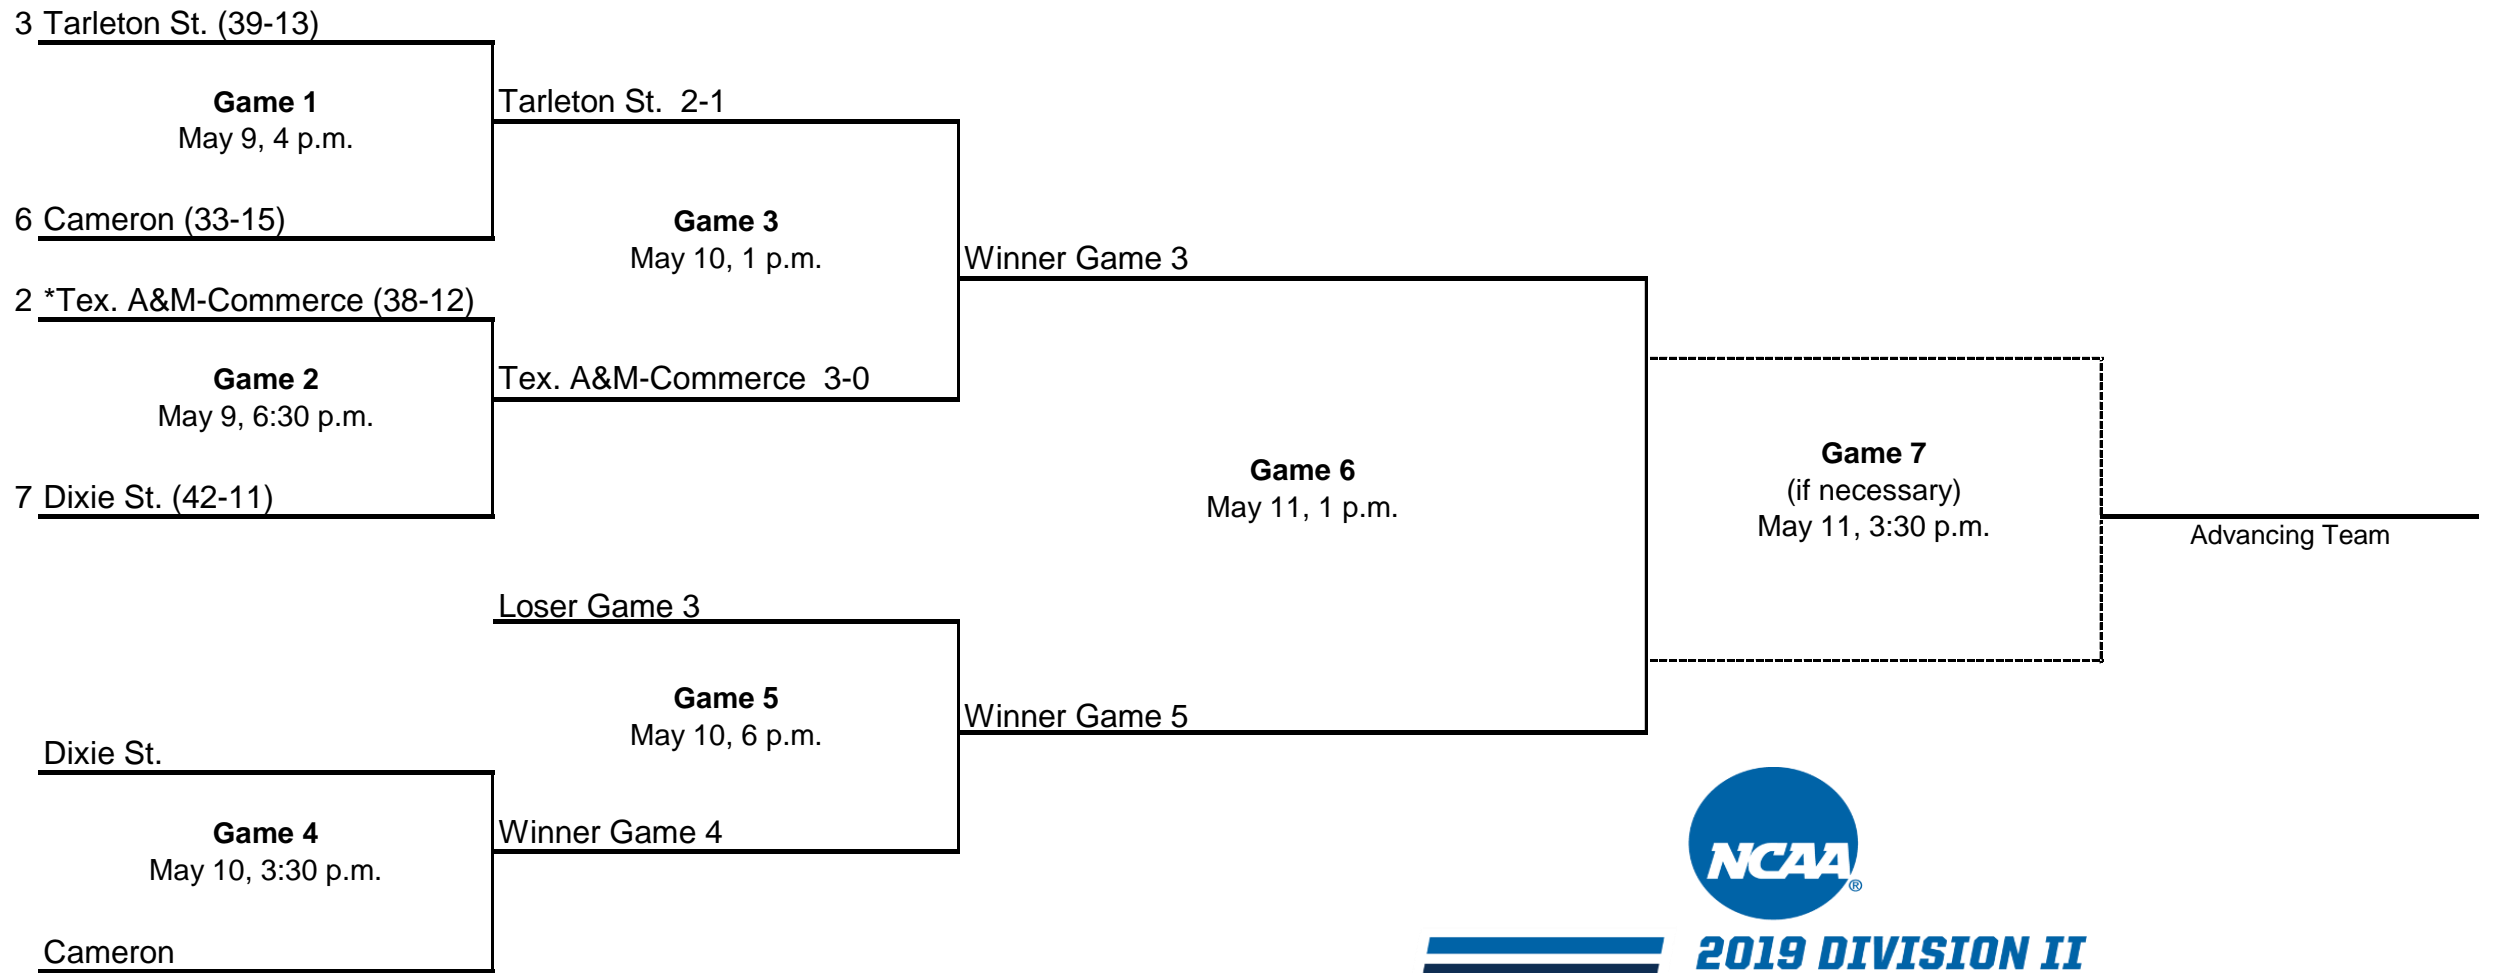 3 Tarleton St. (39-13)
Game 1
May 9, 4 p.m.
Tarleton St.  2-1
6 Cameron (33-15)
Game 3
May 10, 1 p.m.
Winner Game 3
2 *Tex. A&M-Commerce (38-12)
Game 2
May 9, 6:30 p.m.
Tex. A&M-Commerce  3-0
7 Dixie St. (42-11)
Game 6
May 11, 1 p.m.
Game 7
(if necessary)
May 11, 3:30 p.m.
Advancing Team
Loser Game 3
Game 5
May 10, 6 p.m.
Winner Game 5
Dixie St.
Game 4
May 10, 3:30 p.m.
Winner Game 4
Cameron
NCAA®
2019 DIVISION II